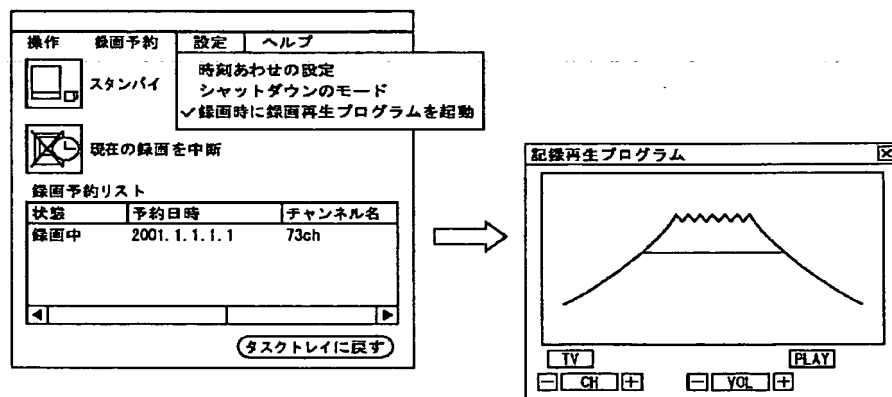 操作 録画予約 設定 ヘルプ
時刻あわせの設定
シャットダウンのモード
✓録画時に録画再生プログラムを起動
スタンバイ
現在の録画を中断
録画予約リスト
状態 予約日時 チャンネル名
録画中 2001.1.1.1.1 73ch
タスクトレイに戻す
記録再生プログラム
TV PLAY
− CH + − VOL +